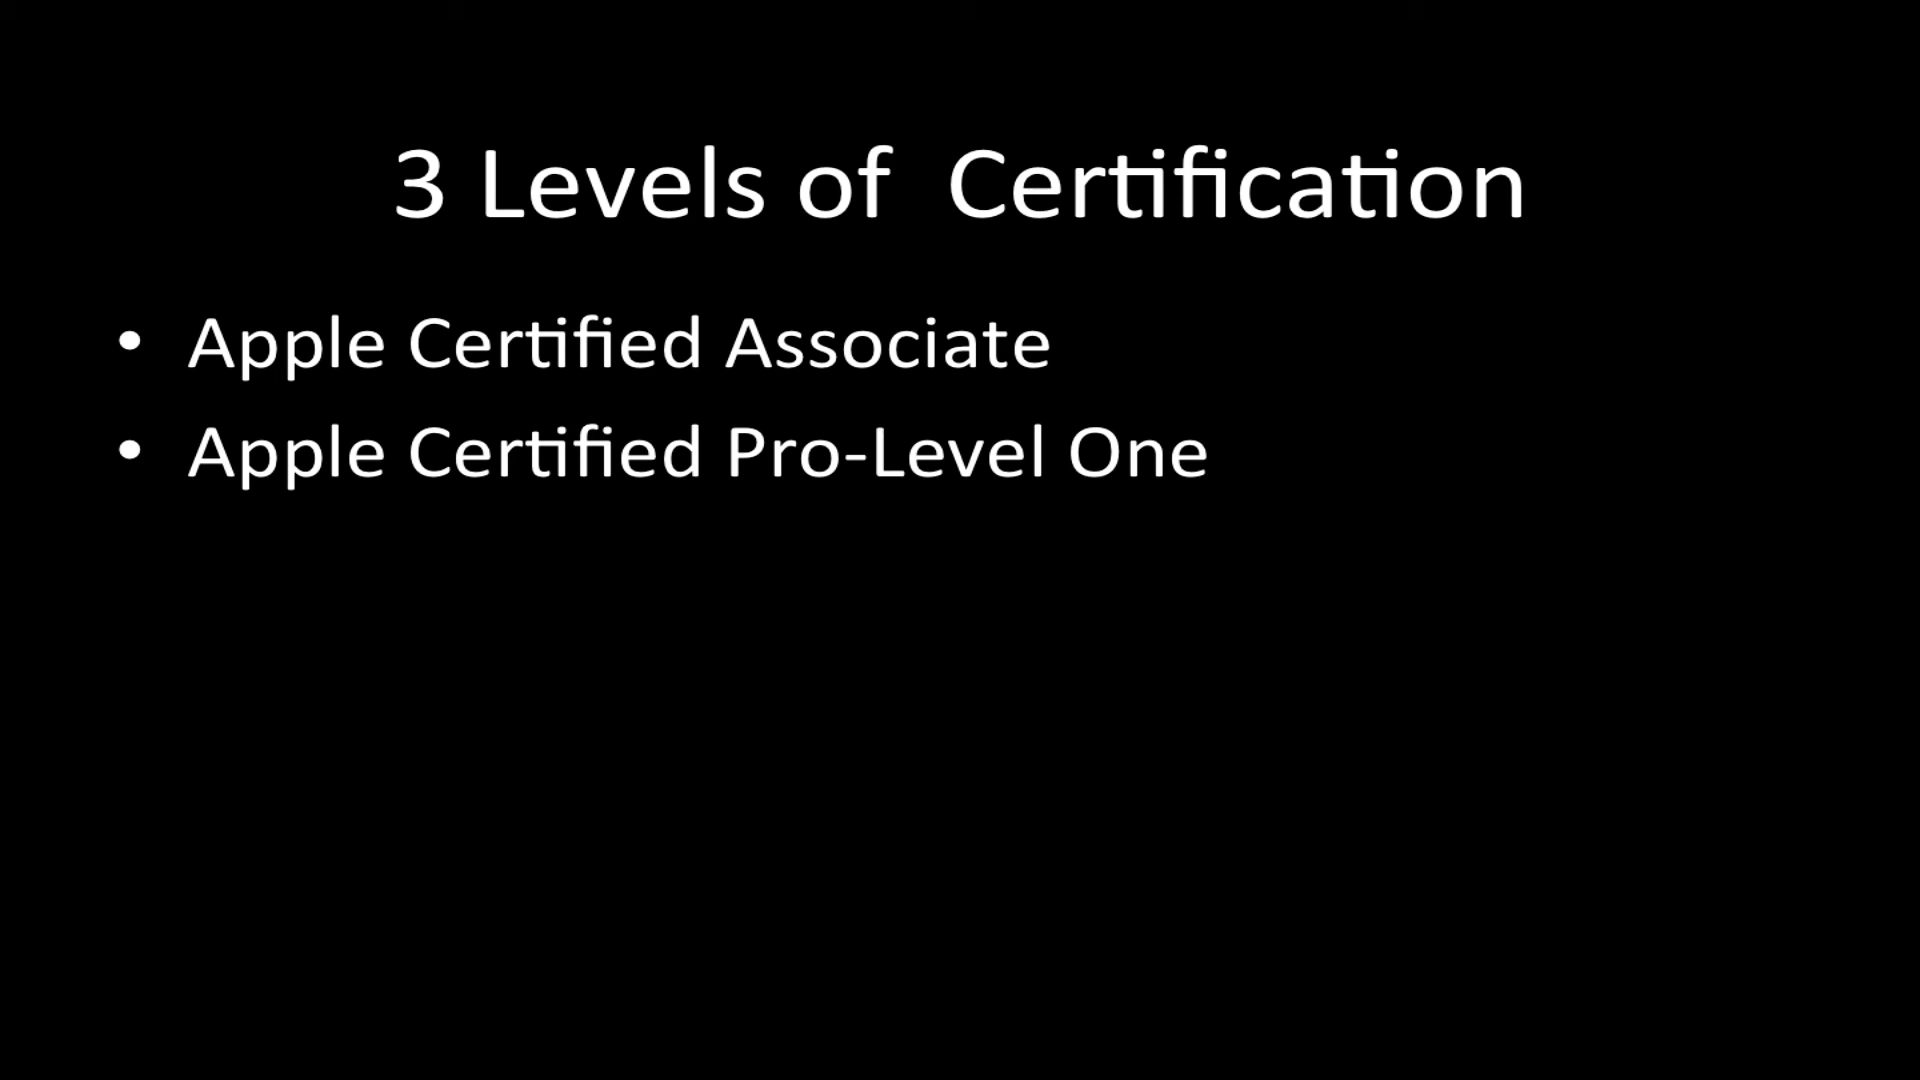 3 Levels of  Certification
• Apple Certified Associate
• Apple Certified Pro-Level One